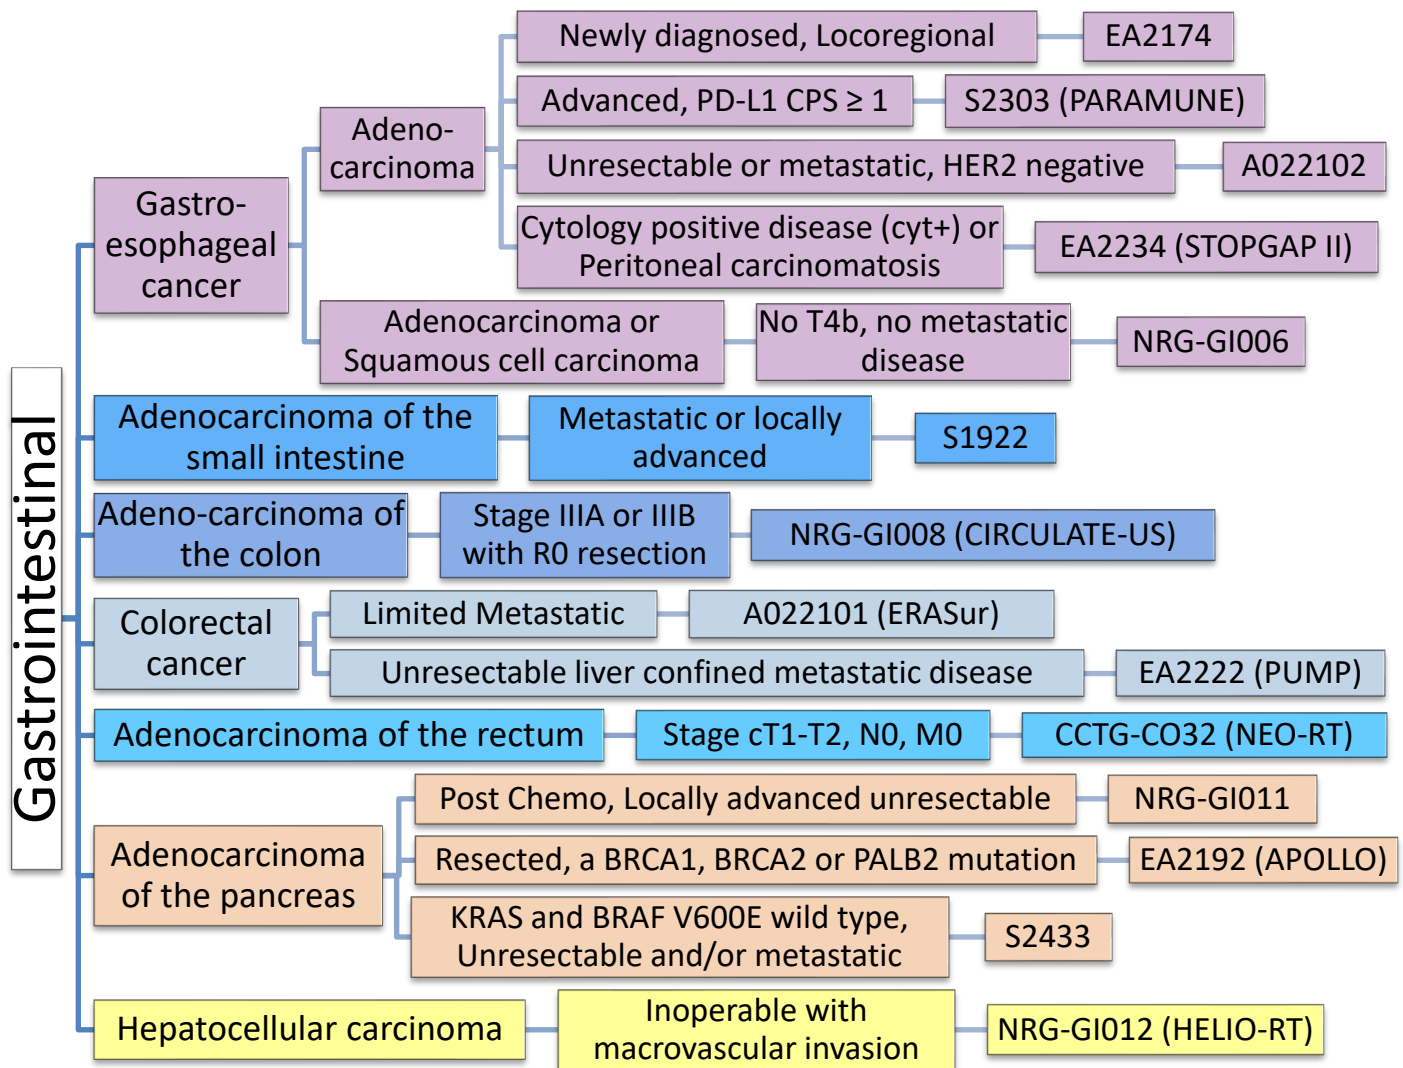 Gastrointestinal
Gastro-
esophageal
cancer
Adeno-
carcinoma
Newly diagnosed, Locoregional
EA2174
Advanced, PD-L1 CPS ≥ 1
S2303 (PARAMUNE)
Unresectable or metastatic, HER2 negative
A022102
Cytology positive disease (cyt+) or
Peritoneal carcinomatosis
EA2234 (STOPGAP II)
Adenocarcinoma or
Squamous cell carcinoma
No T4b, no metastatic
disease
NRG-GI006
Adenocarcinoma of the
small intestine
Metastatic or locally
advanced
S1922
Adeno-carcinoma of
the colon
Stage IIIA or IIIB
with R0 resection
NRG-GI008 (CIRCULATE-US)
Colorectal
cancer
Limited Metastatic
A022101 (ERASur)
Unresectable liver confined metastatic disease
EA2222 (PUMP)
Adenocarcinoma of the rectum
Stage cT1-T2, N0, M0
CCTG-CO32 (NEO-RT)
Adenocarcinoma
of the pancreas
Post Chemo, Locally advanced unresectable
NRG-GI011
Resected, a BRCA1, BRCA2 or PALB2 mutation
EA2192 (APOLLO)
KRAS and BRAF V600E wild type,
Unresectable and/or metastatic
S2433
Hepatocellular carcinoma
Inoperable with
macrovascular invasion
NRG-GI012 (HELIO-RT)